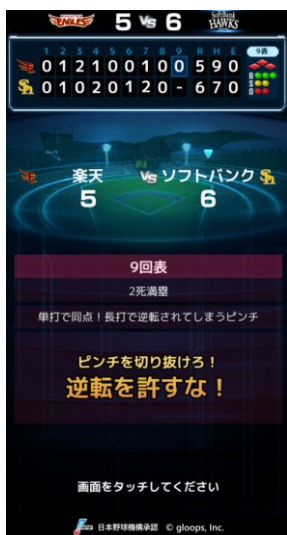 EAGLES 5 VS 6 SoftBank HAWKS
1 2 3 4 5 6 7 8 9 R H E 9表
0 1 2 1 0 0 1 0 0 5 9 0
Sh 0 1 0 2 0 1 2 0 - 6 7 0
B
S
O
楽天 VS ソフトバンク Sh
5 6
9回表
2死満塁
単打で同点！長打で逆転されてしまうピンチ
ピンチを切り抜けろ！
逆転を許すな！
画面をタッチしてください
日本野球機構承認 © gloops, Inc.